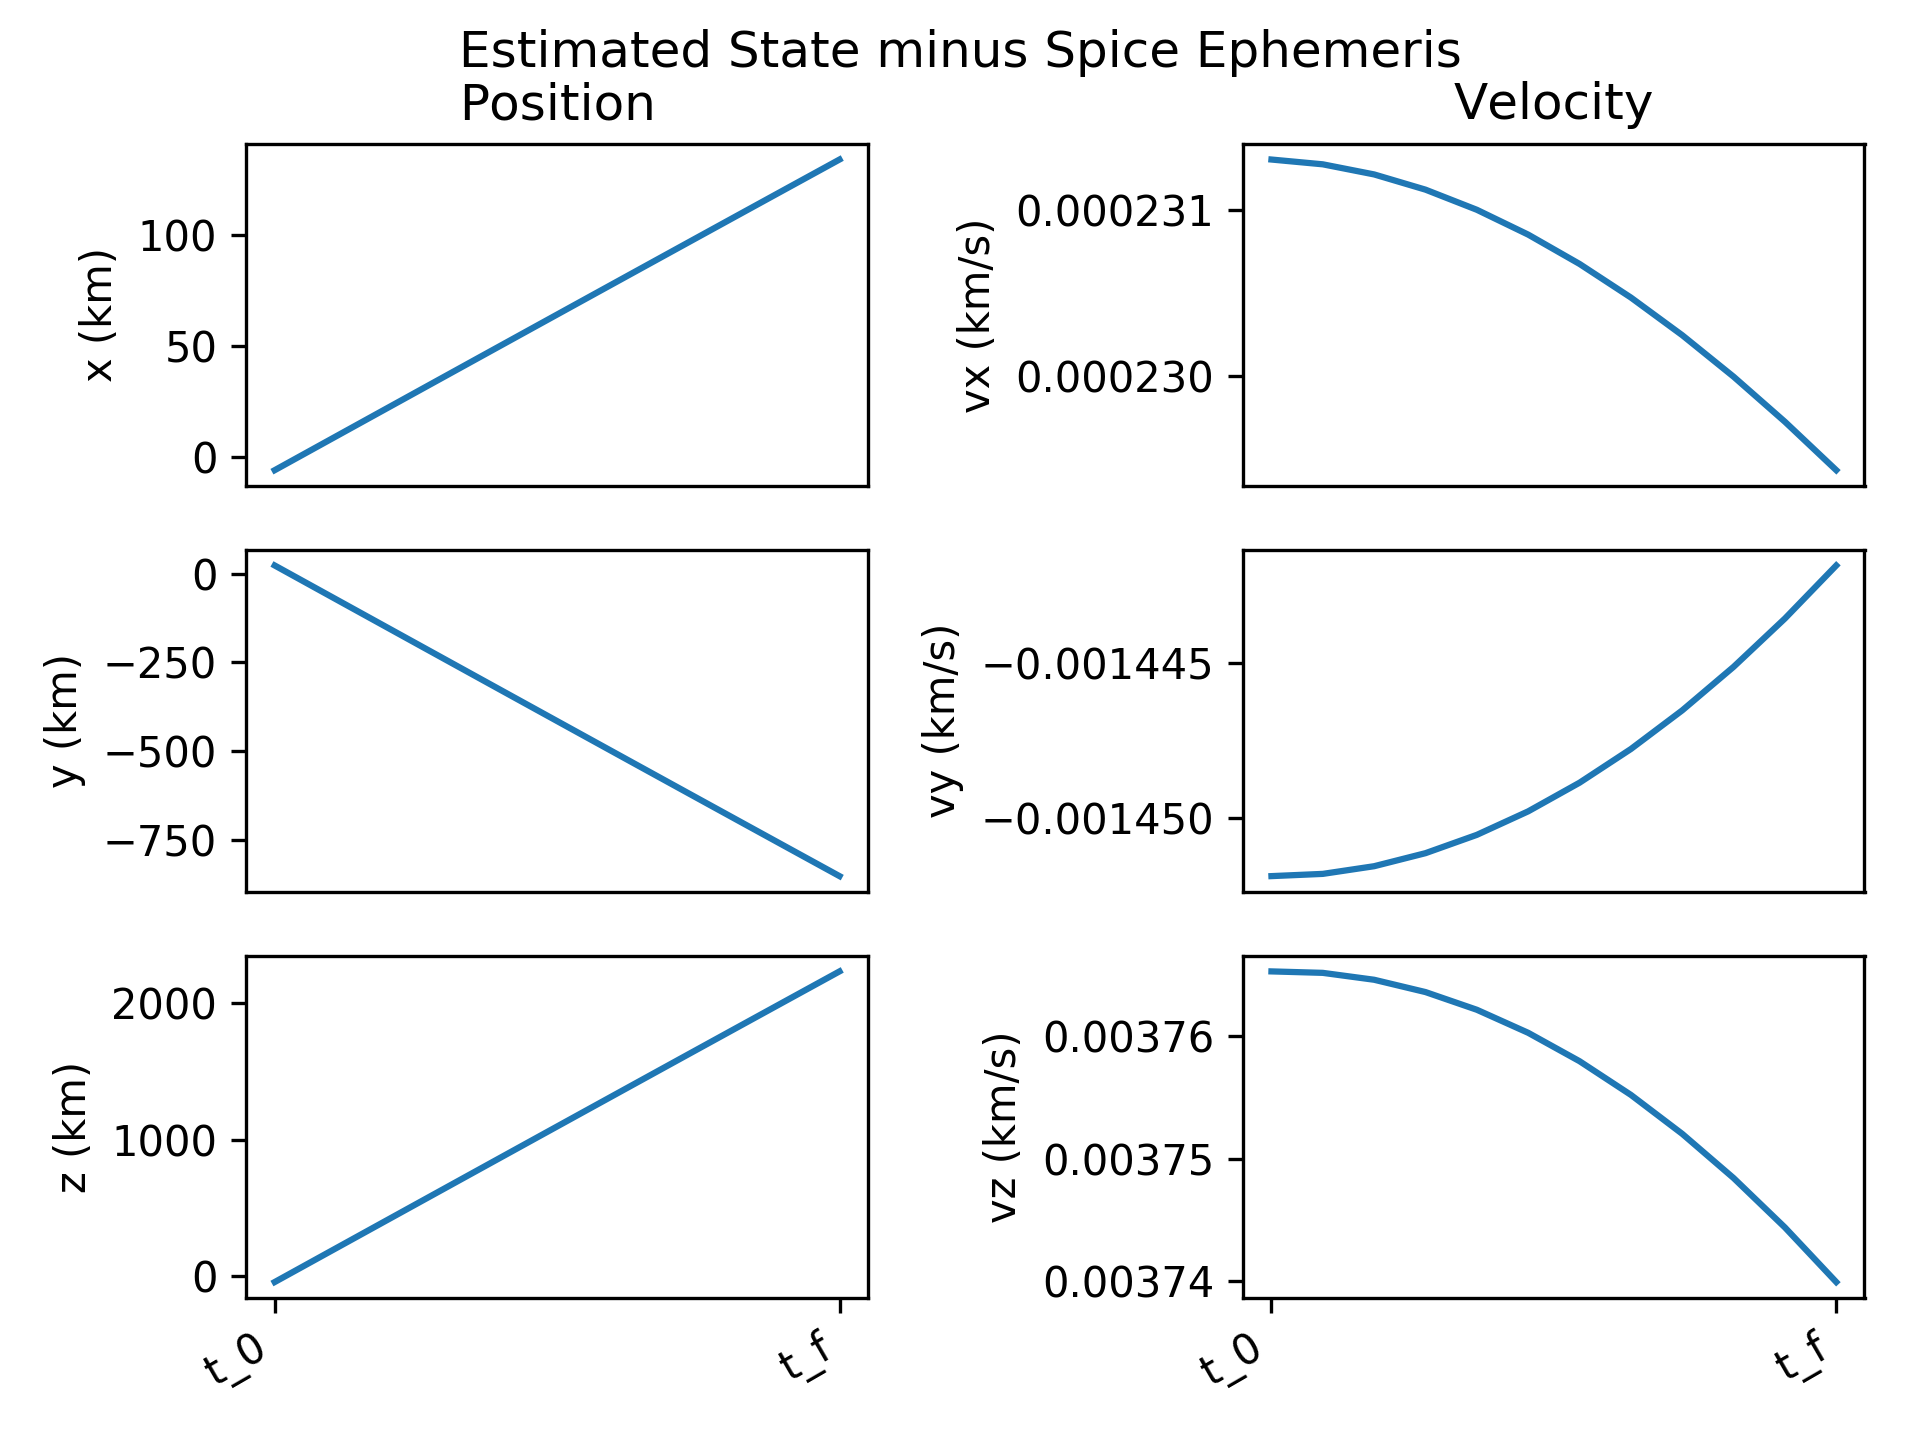 Estimated State minus Spice Ephemeris
Position
Velocity
x (km)
100
50
0
vx (km/s)
0.000231
0.000230
y (km)
0
−250
−500
−750
vy (km/s)
−0.001445
−0.001450
z (km)
2000
1000
0
vz (km/s)
0.00376
0.00375
0.00374
t_0
t_f
t_0
t_f